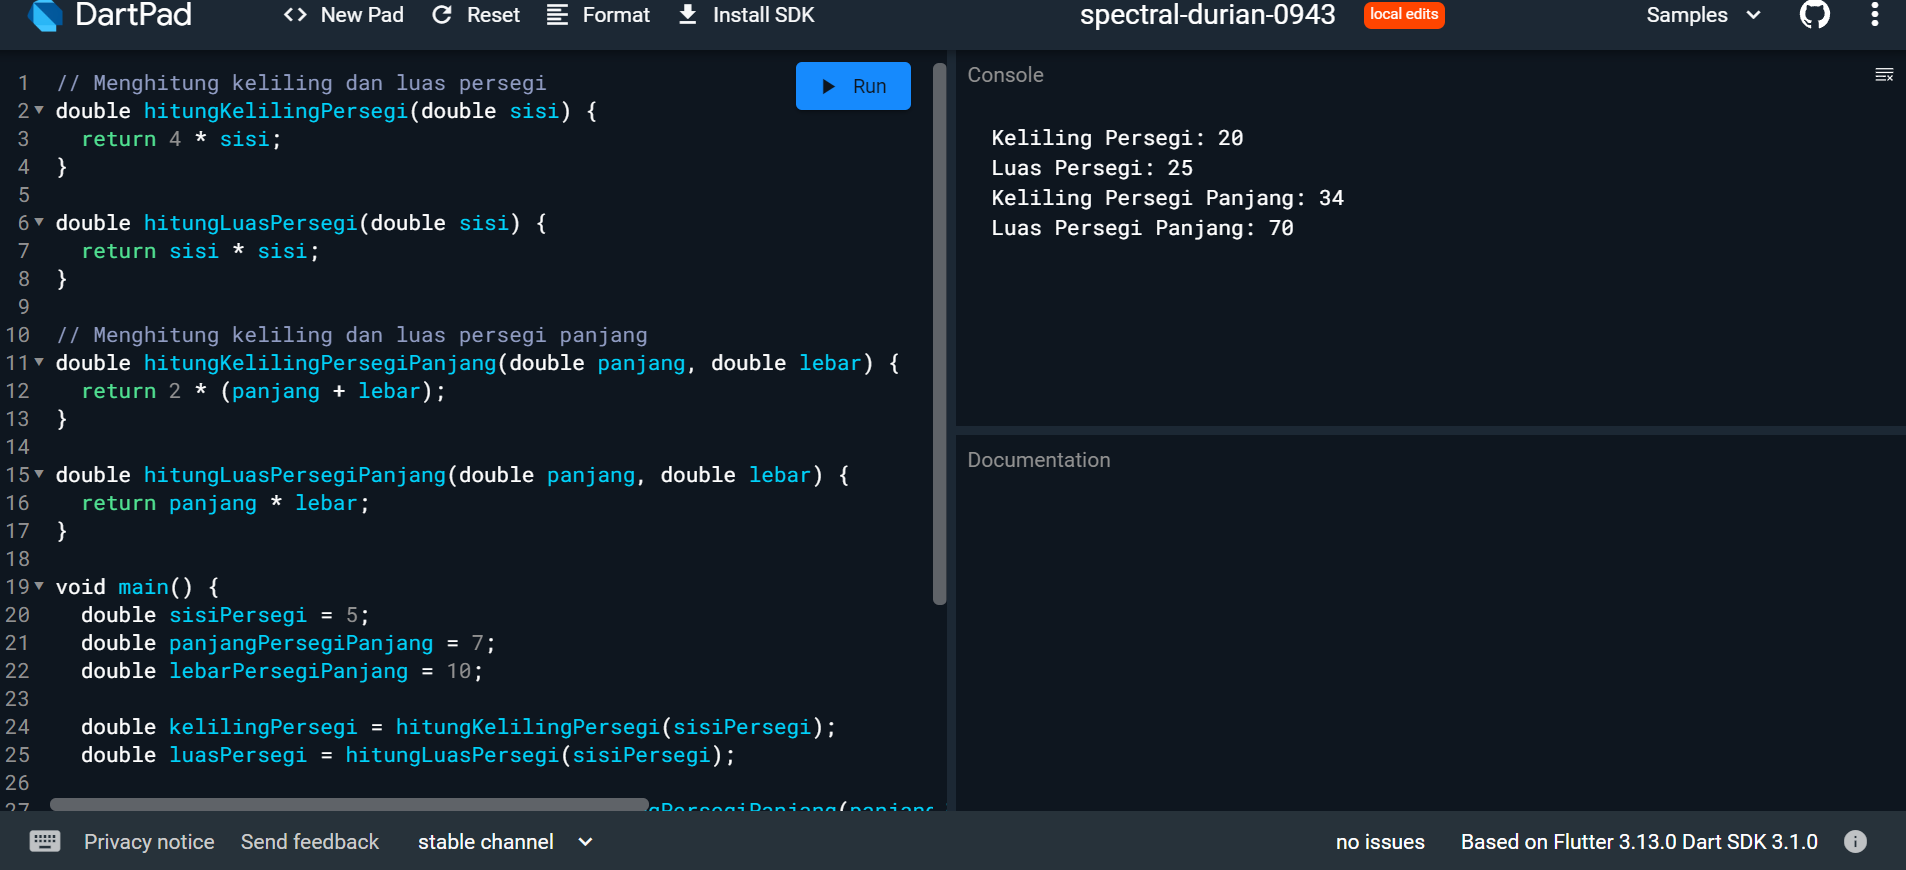 DartPad
New Pad
Reset
Format
Install SDK
spectral-durian-0943
local edits
Samples
1 // Menghitung keliling dan luas persegi
2 double hitungKelilingPersegi(double sisi) {
3   return 4 * sisi;
4 }
5
6 double hitungLuasPersegi(double sisi) {
7   return sisi * sisi;
8 }
9
10 // Menghitung keliling dan luas persegi panjang
11 double hitungKelilingPersegiPanjang(double panjang, double lebar) {
12   return 2 * (panjang + lebar);
13 }
14
15 double hitungLuasPersegiPanjang(double panjang, double lebar) {
16   return panjang * lebar;
17 }
18
19 void main() {
20   double sisiPersegi = 5;
21   double panjangPersegiPanjang = 7;
22   double lebarPersegiPanjang = 10;
23
24   double kelilingPersegi = hitungKelilingPersegi(sisiPersegi);
25   double luasPersegi = hitungLuasPersegi(sisiPersegi);
26
27 gPersegiPanjang(panjang
Run
Console
Keliling Persegi: 20
Luas Persegi: 25
Keliling Persegi Panjang: 34
Luas Persegi Panjang: 70
Documentation
Privacy notice
Send feedback
stable channel
no issues
Based on Flutter 3.13.0 Dart SDK 3.1.0